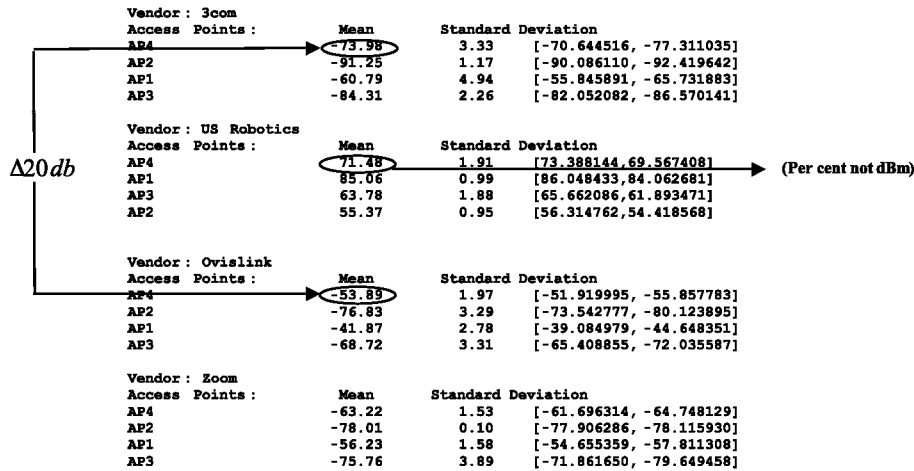 Vendor : 3com
Access Points : Mean Standard Deviation
AP4 -73.98 3.33 [-70.644516, -77.311035]
AP2 -91.25 1.17 [-90.086110, -92.419642]
AP1 -60.79 4.94 [-55.845891, -65.731883]
AP3 -84.31 2.26 [-82.052082, -86.570141]
Vendor : US Robotics
Access Points : Mean Standard Deviation
AP4 71.48 1.91 [73.388144,69.567408]
AP1 85.06 0.99 [86.048433,84.062681]
AP3 63.78 1.88 [65.662086,61.893471]
AP2 55.37 0.95 [56.314762,54.418568]
Δ20db
(Per cent not dBm)
Vendor : Ovislink
Access Points : Mean Standard Deviation
AP4 -53.89 1.97 [-51.919995, -55.857783]
AP2 -76.83 3.29 [-73.542777, -80.123895]
AP1 -41.87 2.78 [-39.084979, -44.648351]
AP3 -68.72 3.31 [-65.408855, -72.035587]
Vendor : Zoom
Access Points : Mean Standard Deviation
AP4 -63.22 1.53 [-61.696314, -64.748129]
AP2 -78.01 0.10 [-77.906286, -78.115930]
AP1 -56.23 1.58 [-54.655359, -57.811308]
AP3 -75.76 3.89 [-71.861650, -79.649458]